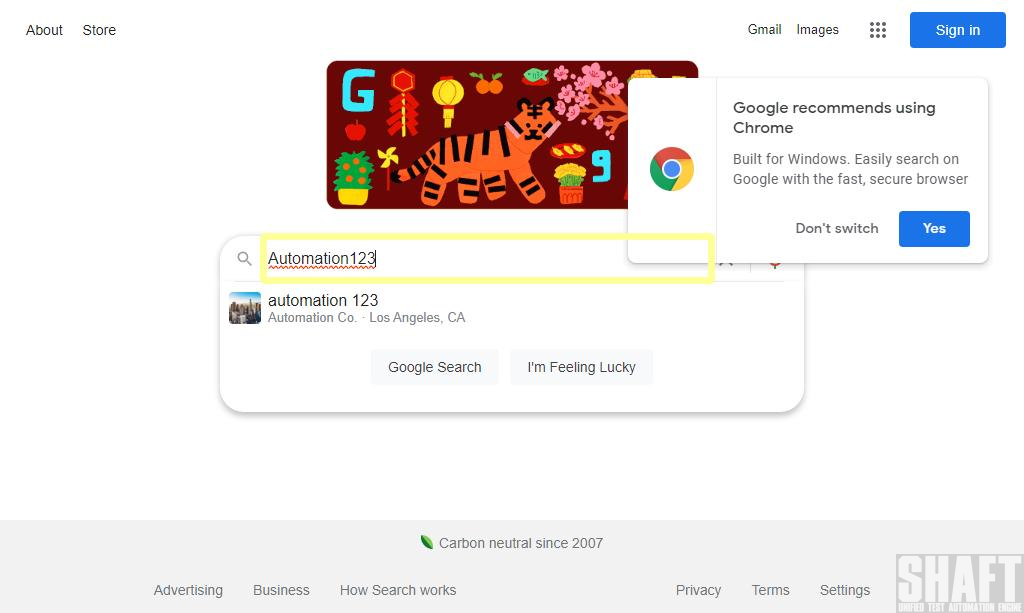 About Store
Gmail Images
Sign in
G
g
Google recommends using
Chrome
Built for Windows. Easily search on
Google with the fast, secure browser
Don't switch
Yes
Automation123
automation 123
Automation Co. · Los Angeles, CA
Google Search
I'm Feeling Lucky
Carbon neutral since 2007
Advertising Business How Search works
Privacy Terms Settings
SHAFT
UNIFIED TEST AUTOMATION ENGINE